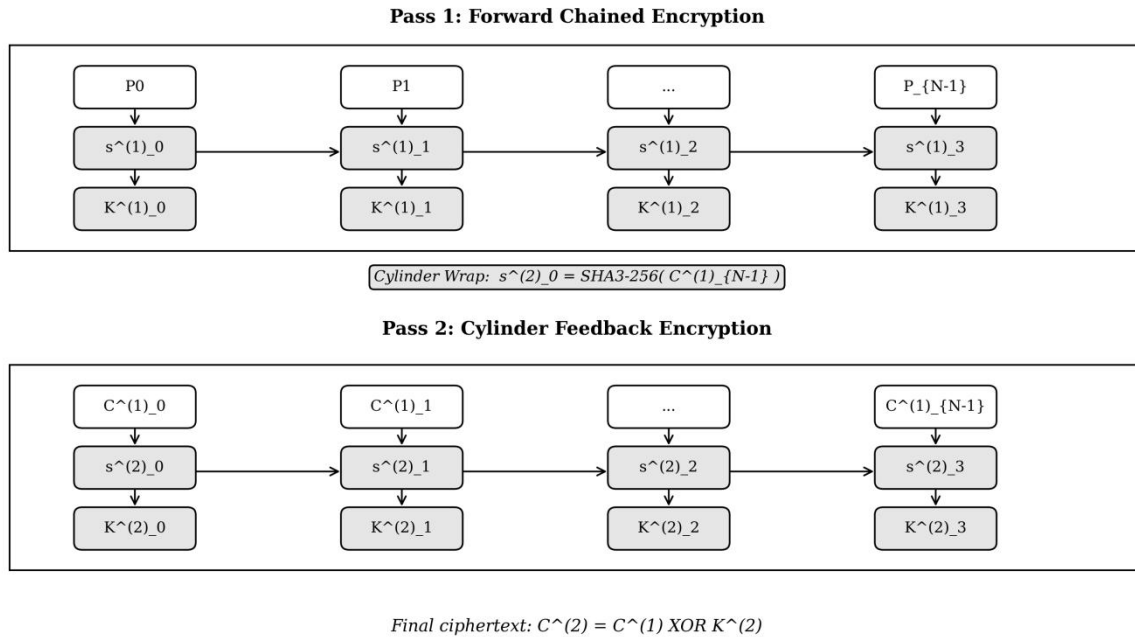 Pass 1: Forward Chained Encryption
P0 P1 ... P_{N-1}
s^(1)_0 s^(1)_1 s^(1)_2 s^(1)_3
K^(1)_0 K^(1)_1 K^(1)_2 K^(1)_3
Cylinder Wrap: s^(2)_0 = SHA3-256( C^(1)_{N-1} )
Pass 2: Cylinder Feedback Encryption
C^(1)_0 C^(1)_1 ... C^(1)_{N-1}
s^(2)_0 s^(2)_1 s^(2)_2 s^(2)_3
K^(2)_0 K^(2)_1 K^(2)_2 K^(2)_3
Final ciphertext: C^(2) = C^(1) XOR K^(2)